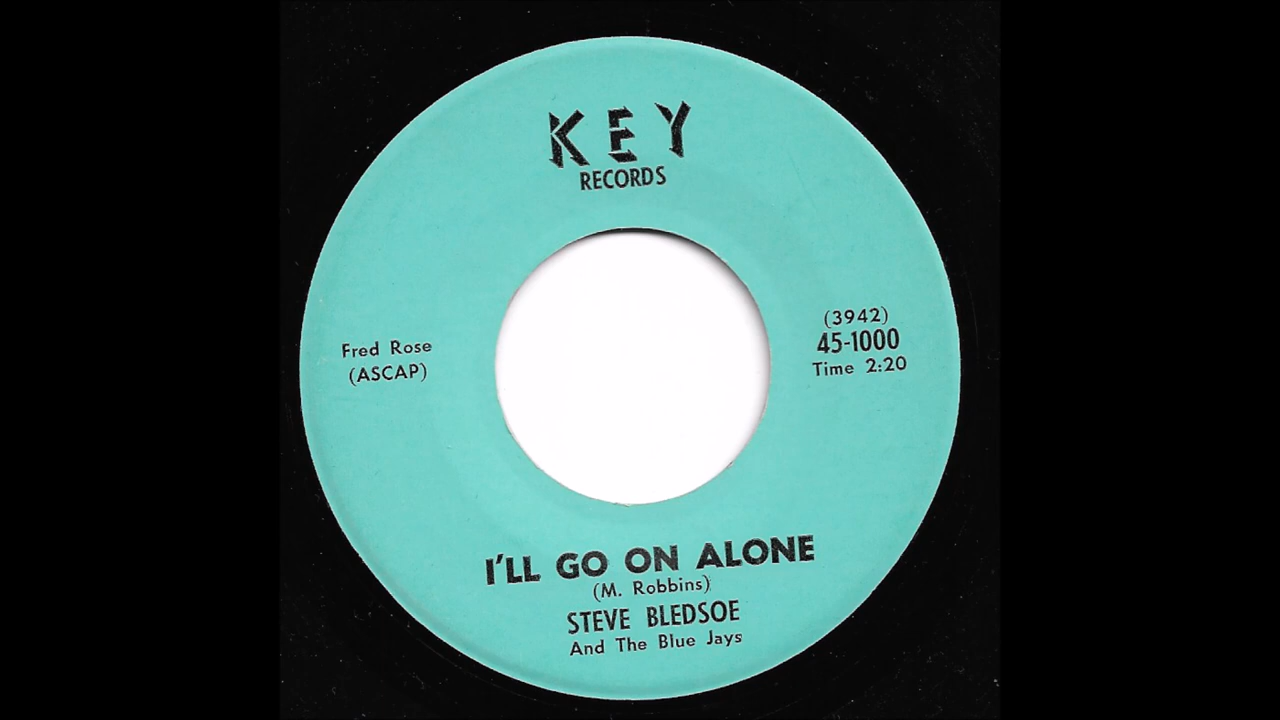 KEY
RECORDS
Fred Rose
(ASCAP)
(3942)
45-1000
Time 2:20
I'LL GO ON ALONE
(M. Robbins)
STEVE BLEDSOE
And The Blue Jays